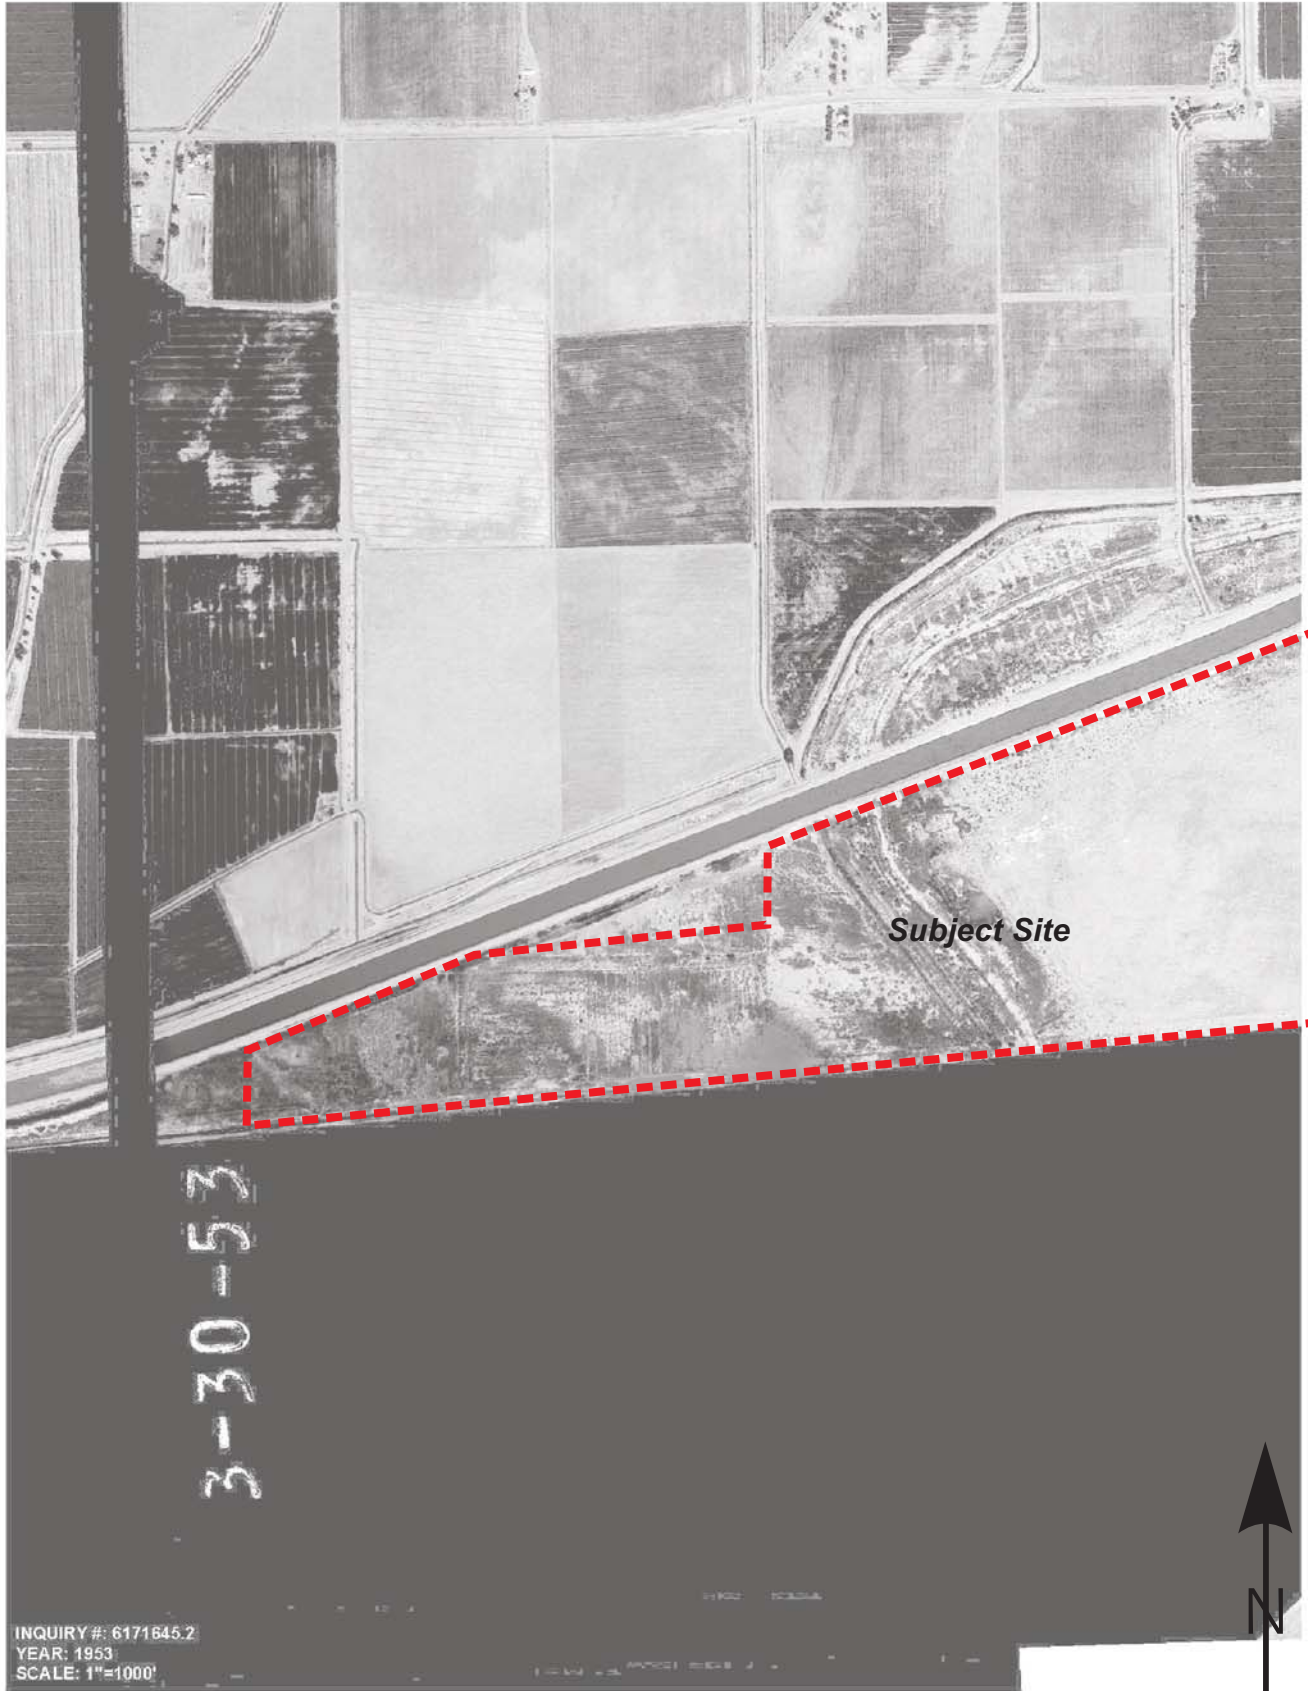 Subject Site
3-30-53
N
INQUIRY #: 6171645.2
YEAR: 1953
SCALE: 1"=1000'